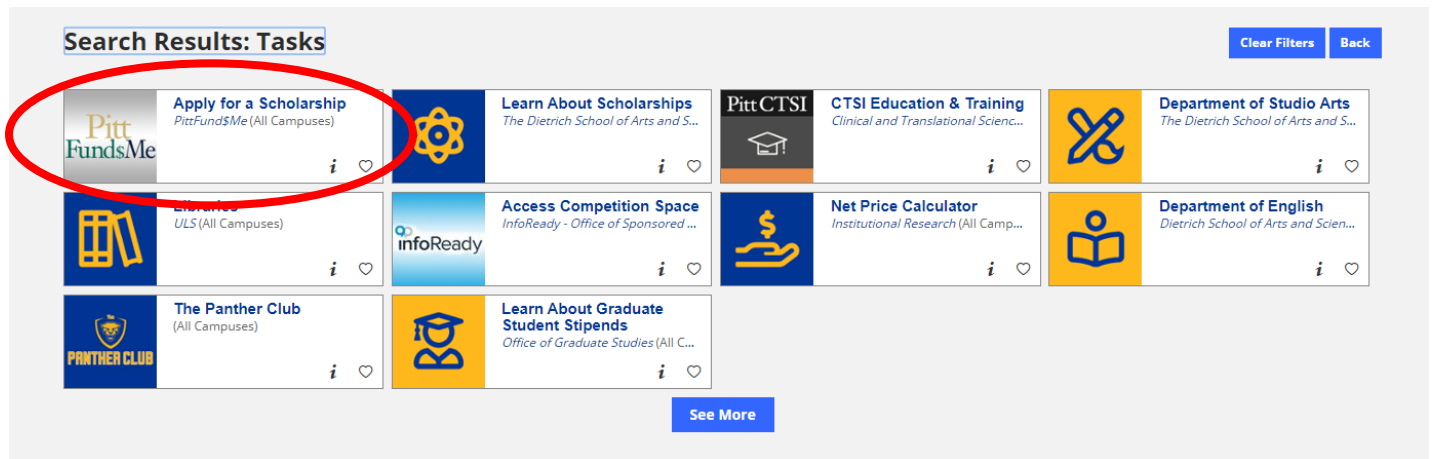 Search Results: Tasks
Clear Filters
Back
Pitt
FundsMe
Apply for a Scholarship
PittFund$Me (All Campuses)
i
Learn About Scholarships
The Dietrich School of Arts and S...
i
Pitt CTSI
CTSI Education & Training
Clinical and Translational Scienc...
i
Department of Studio Arts
The Dietrich School of Arts and S...
i
Libraries
ULS (All Campuses)
i
infoReady
Access Competition Space
InfoReady - Office of Sponsored ...
i
Net Price Calculator
Institutional Research (All Camp...
i
Department of English
Dietrich School of Arts and Scien...
i
The
PANTHER CLUB
The Panther Club
(All Campuses)
i
Learn About Graduate
Student Stipends
Office of Graduate Studies (All C...
i
See More